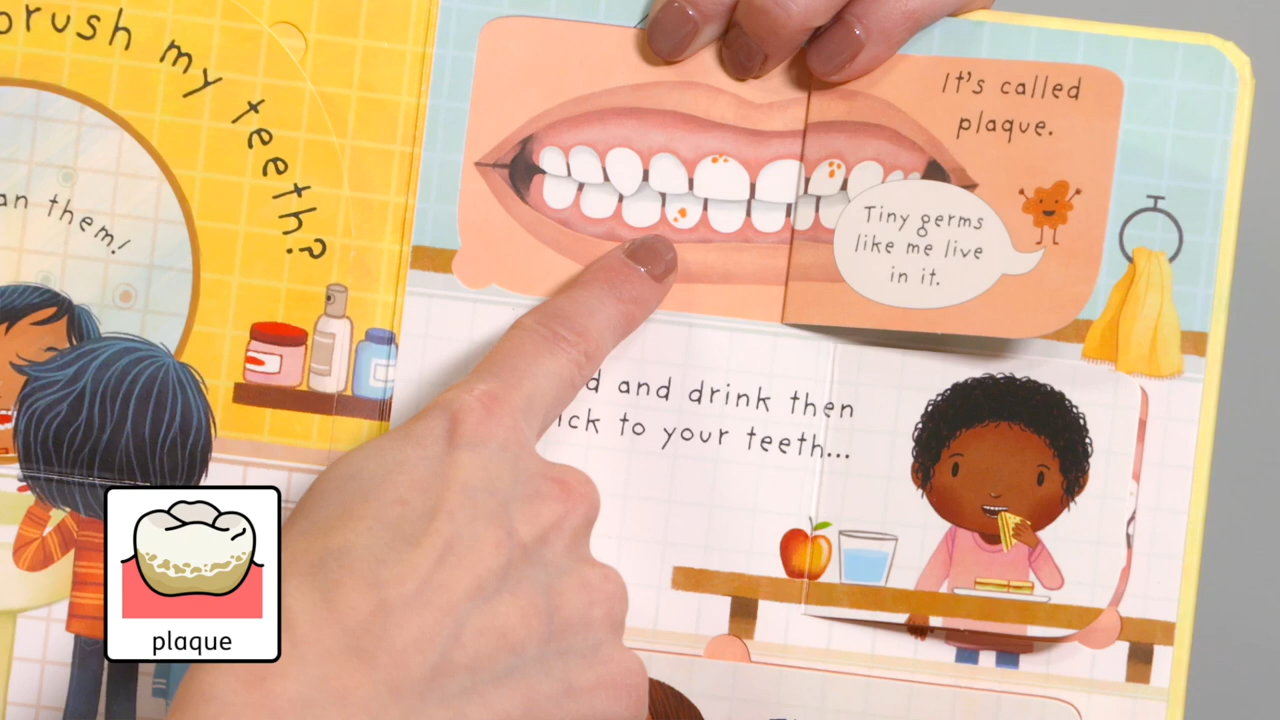 brush my teeth?
an them!
It's called
plaque.
Tiny germs
like me live
in it.
and drink then
to your teeth...
plaque